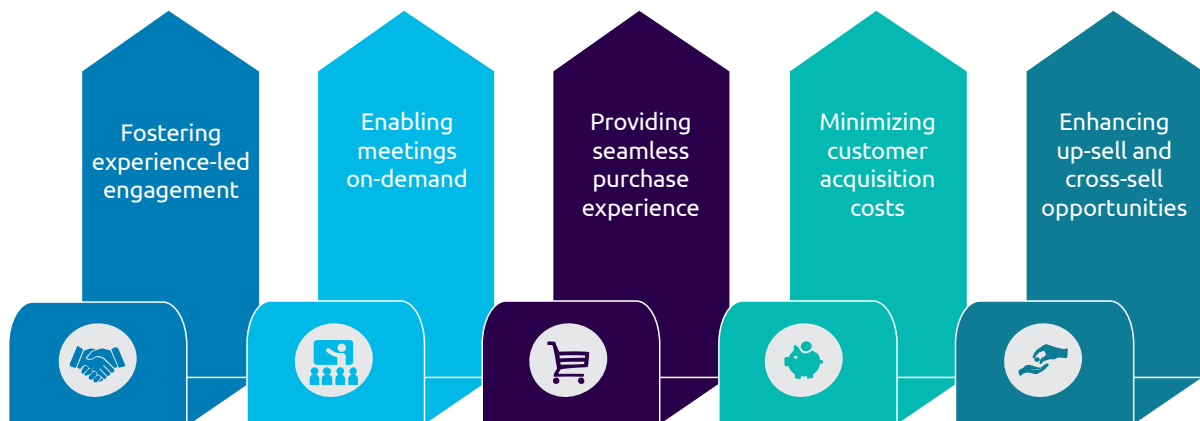 Fostering
experience-led
engagement
Enabling
meetings
on-demand
Providing
seamless
purchase
experience
Minimizing
customer
acquisition
costs
Enhancing
up-sell and
cross-sell
opportunities